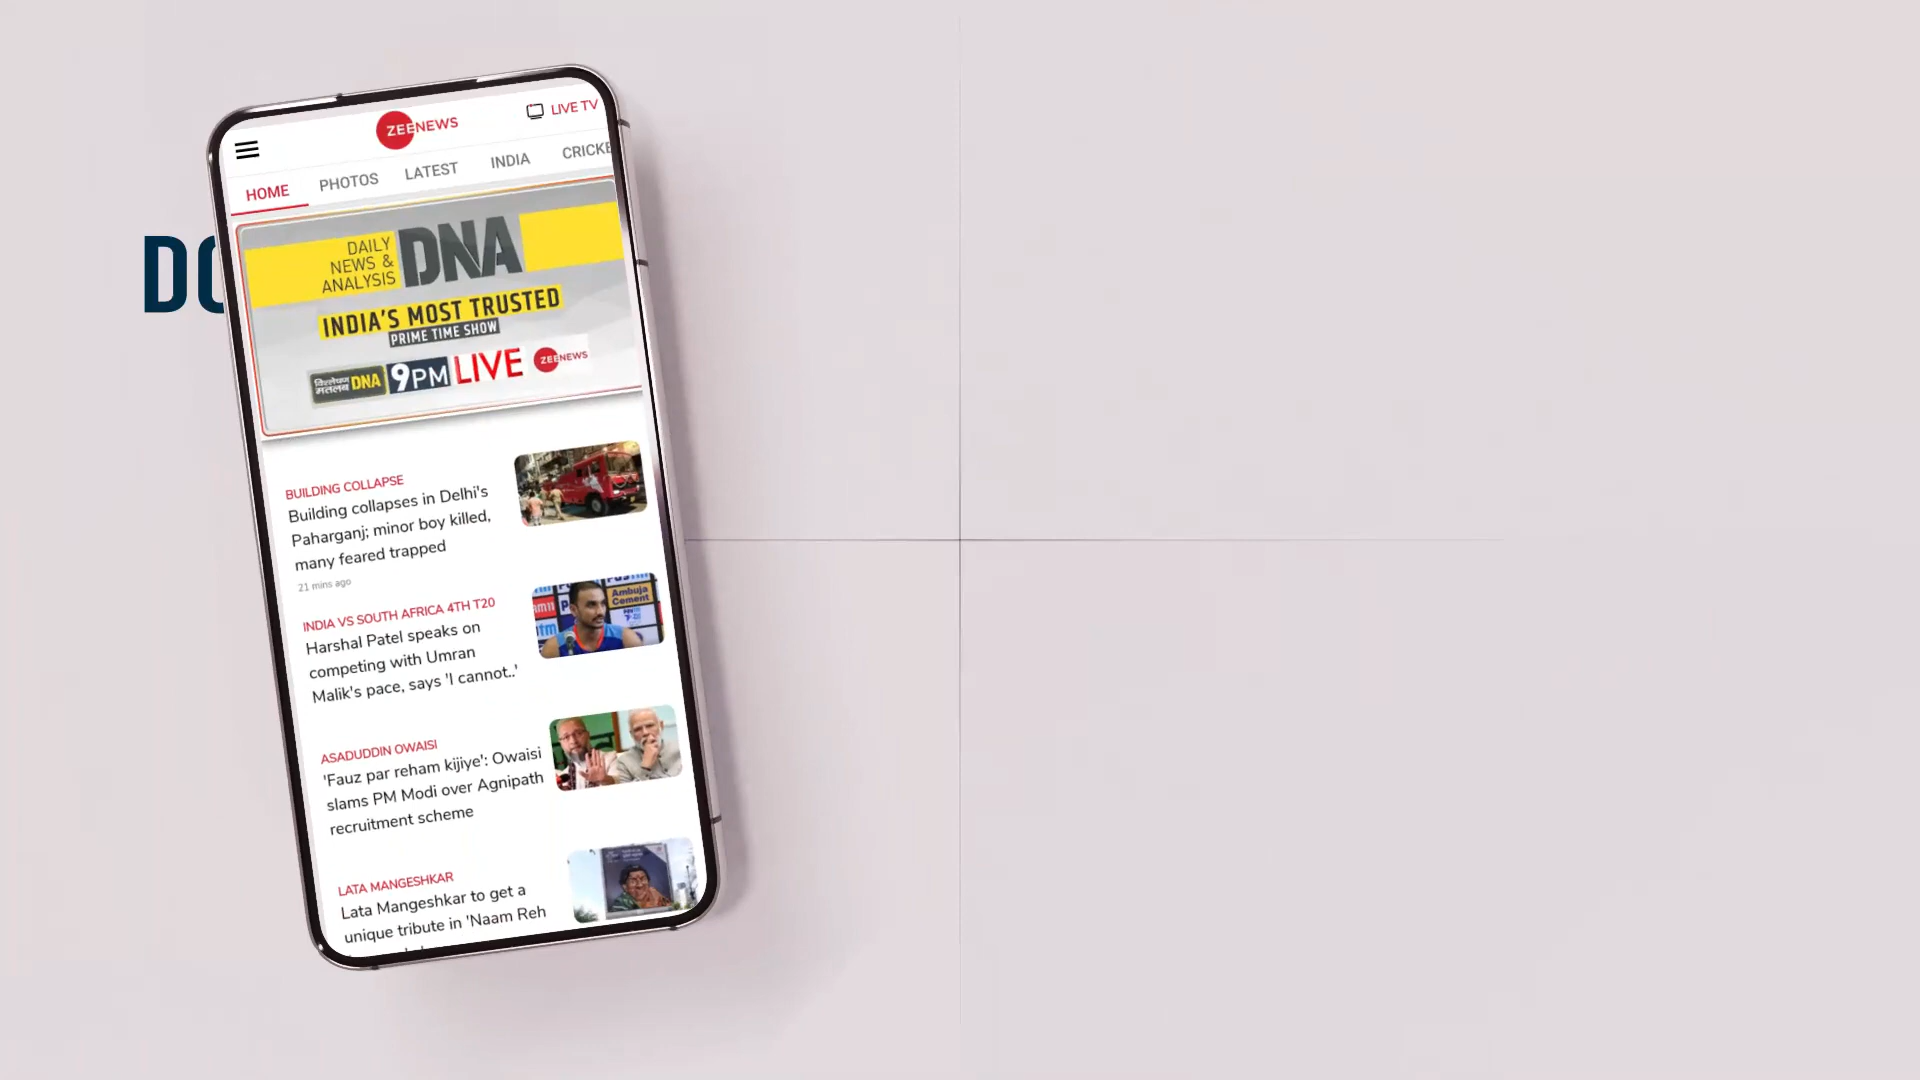 ZEENEWS
LIVE TV
HOME
PHOTOS
LATEST
INDIA
DAILY
NEWS &
ANALYSIS
DNA
INDIA'S MOST TRUSTED
PRIME TIME SHOW
विश्लेषण
मतलब
DNA
9PM
LIVE
ZEENEWS
BUILDING COLLAPSE
Building collapses in Delhi's
Paharganj; minor boy killed,
many feared trapped
21 mins ago
INDIA VS SOUTH AFRICA 4TH T20
Harshal Patel speaks on
competing with Umran
Malik's pace, says 'I cannot..'
Ambuja
Cement
ASADUDDIN OWAISI
'Fauz par reham kijiye': Owaisi
slams PM Modi over Agnipath
recruitment scheme
LATA MANGESHKAR
Lata Mangeshkar to get a
unique tribute in 'Naam Reh